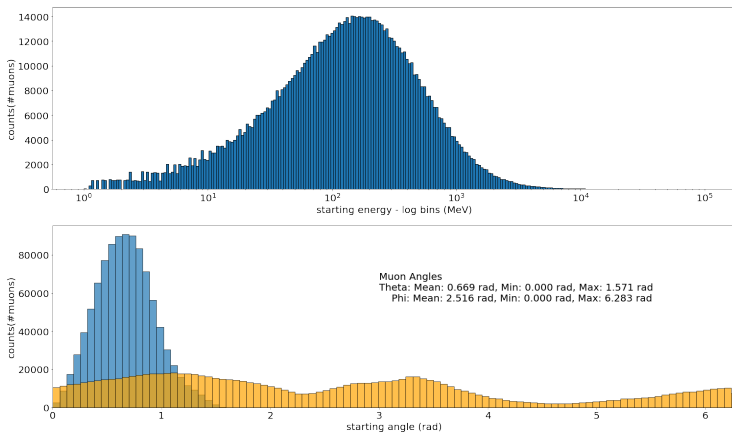 14000
12000
10000
8000
6000
4000
2000
0
counts(#muons)
10⁰ 10¹ 10² 10³ 10⁴ 10⁵
starting energy - log bins (MeV)
80000
60000
40000
20000
0
counts(#muons)
Muon Angles
Theta: Mean: 0.669 rad, Min: 0.000 rad, Max: 1.571 rad
Phi: Mean: 2.516 rad, Min: 0.000 rad, Max: 6.283 rad
0 1 2 3 4 5 6
starting angle (rad)